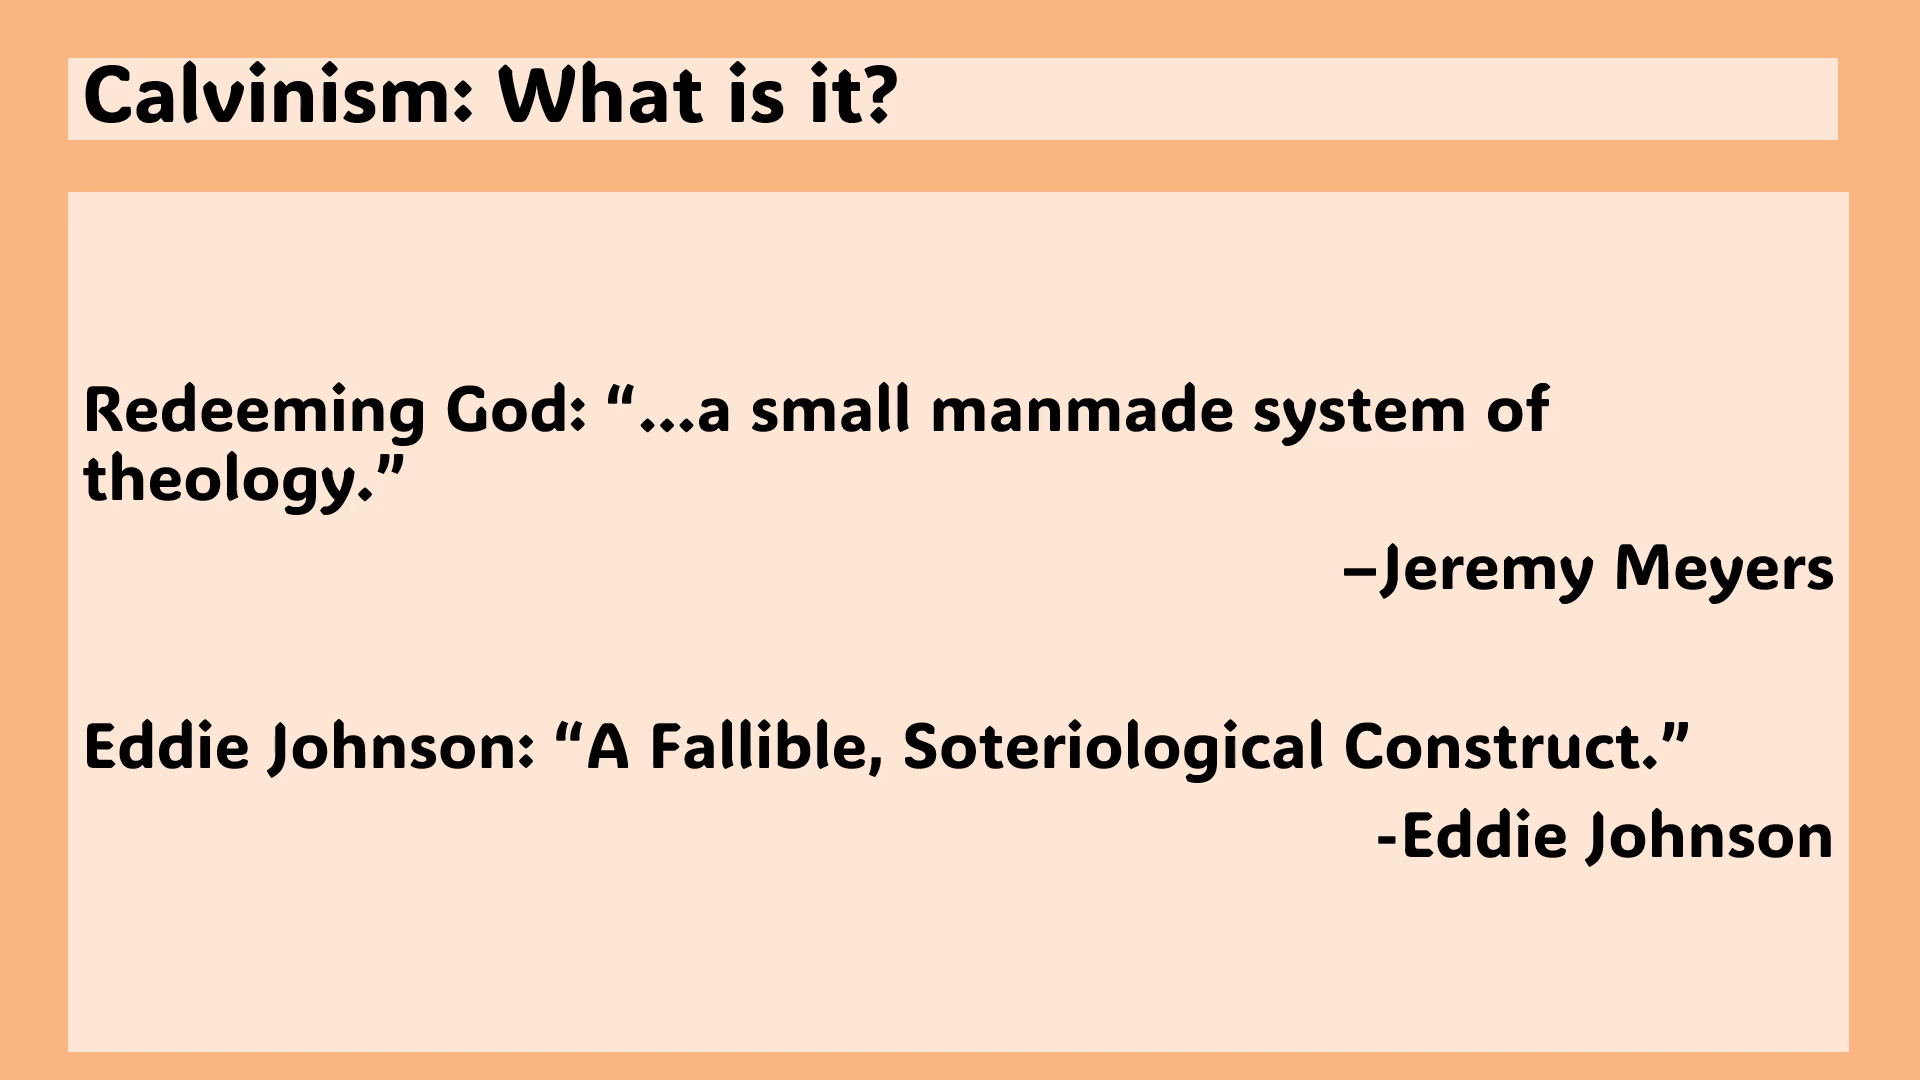 Calvinism: What is it?
Redeeming God: “…a small manmade system of
theology.”
–Jeremy Meyers
Eddie Johnson: “A Fallible, Soteriological Construct.”
-Eddie Johnson